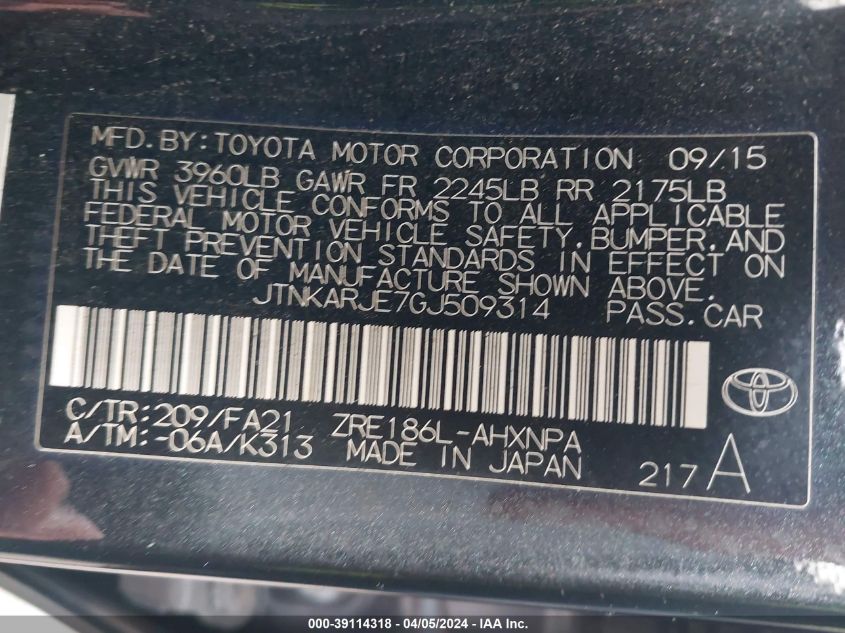 MFD.BY:TOYOTA MOTOR CORPORATION 09/15
GVWR 3960LB GAWR FR 2245LB RR 2175LB
THIS VEHICLE CONFORMS TO ALL APPLICABLE
FEDERAL MOTOR VEHICLE SAFETY,BUMPER,AND
THEFT PREVENTION STANDARDS IN EFFECT ON
THE DATE OF MANUFACTURE SHOWN ABOVE.
JTNKARJE7GJ509314 PASS.CAR
C/TR:209/FA21 ZRE186L-AHXNPA
A/TM:-06A/K313 MADE IN JAPAN 217A
000-39114318 - 04/05/2024 - AMERICA